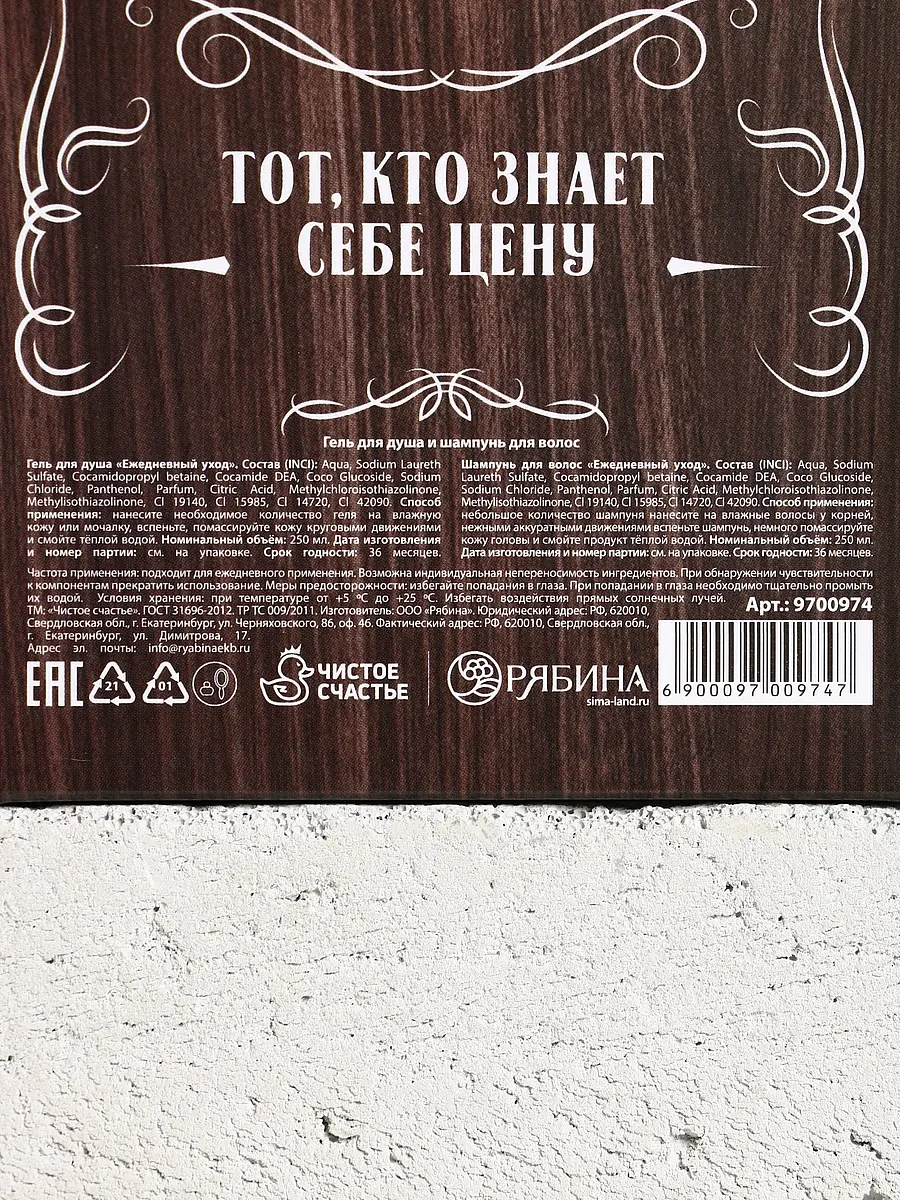 ТОТ, КТО ЗНАЕТ
СЕБЕ ЦЕНУ
Гель для душа и шампунь для волос
Гель для душа «Ежедневный уход». Состав (INCI): Aqua, Sodium Laureth
Sulfate, Cocamidopropyl betaine, Cocamide DEA, Coco Glucoside, Sodium
Chloride, Panthenol, Parfum, Citric Acid, Methylchloroisothiazolinone,
Methylisothiazolinone, CI 19140, CI 15985, CI 14720, CI 42090. Способ
применения: нанесите необходимое количество геля на влажную
кожу или мочалку, вспеньте, помассируйте кожу круговыми движениями
и смойте тёплой водой. Номинальный объём: 250 мл. Дата изготовления
и номер партии: см. на упаковке. Срок годности: 36 месяцев.
Шампунь для волос «Ежедневный уход». Состав (INCI): Aqua, Sodium
Laureth Sulfate, Cocamidopropyl betaine, Cocamide DEA, Coco Glucoside,
Sodium Chloride, Panthenol, Parfum, Citric Acid, Methylchloroisothiazolinone,
Methylisothiazolinone, CI 19140, CI 15985, CI 14720, CI 42090. Способ применения:
небольшое количество шампуня нанесите на влажные волосы у корней,
нежными аккуратными движениями вспеньте шампунь, немного помассируйте
кожу головы и смойте продукт тёплой водой. Номинальный объём: 250 мл.
Дата изготовления и номер партии: см. на упаковке. Срок годности: 36 месяцев.
Частота применения: подходит для ежедневного применения. Возможна индивидуальная непереносимость ингредиентов. При обнаружении чувствительности
к компонентам прекратить использование. Меры предосторожности: избегайте попадания в глаза. При попадании в глаза необходимо тщательно промыть
их водой. Условия хранения: при температуре от +5 ºC до +25 ºC. Избегать воздействия прямых солнечных лучей.
ТМ: «Чистое счастье». ГОСТ 31696-2012. ТР ТС 009/2011. Изготовитель: ООО «Рябина». Юридический адрес: РФ, 620010,
Свердловская обл., г. Екатеринбург, ул. Черняховского, 86, оф. 46. Фактический адрес: РФ, 620010, Свердловская обл.,
г. Екатеринбург, ул. Димитрова, 17.
Адрес эл. почты: info@ryabinaekb.ru
Арт.: 9700974
EAC
21
01
ЧИСТОЕ
СЧАСТЬЕ
РЯБИНА
sima-land.ru
6 900097 009747